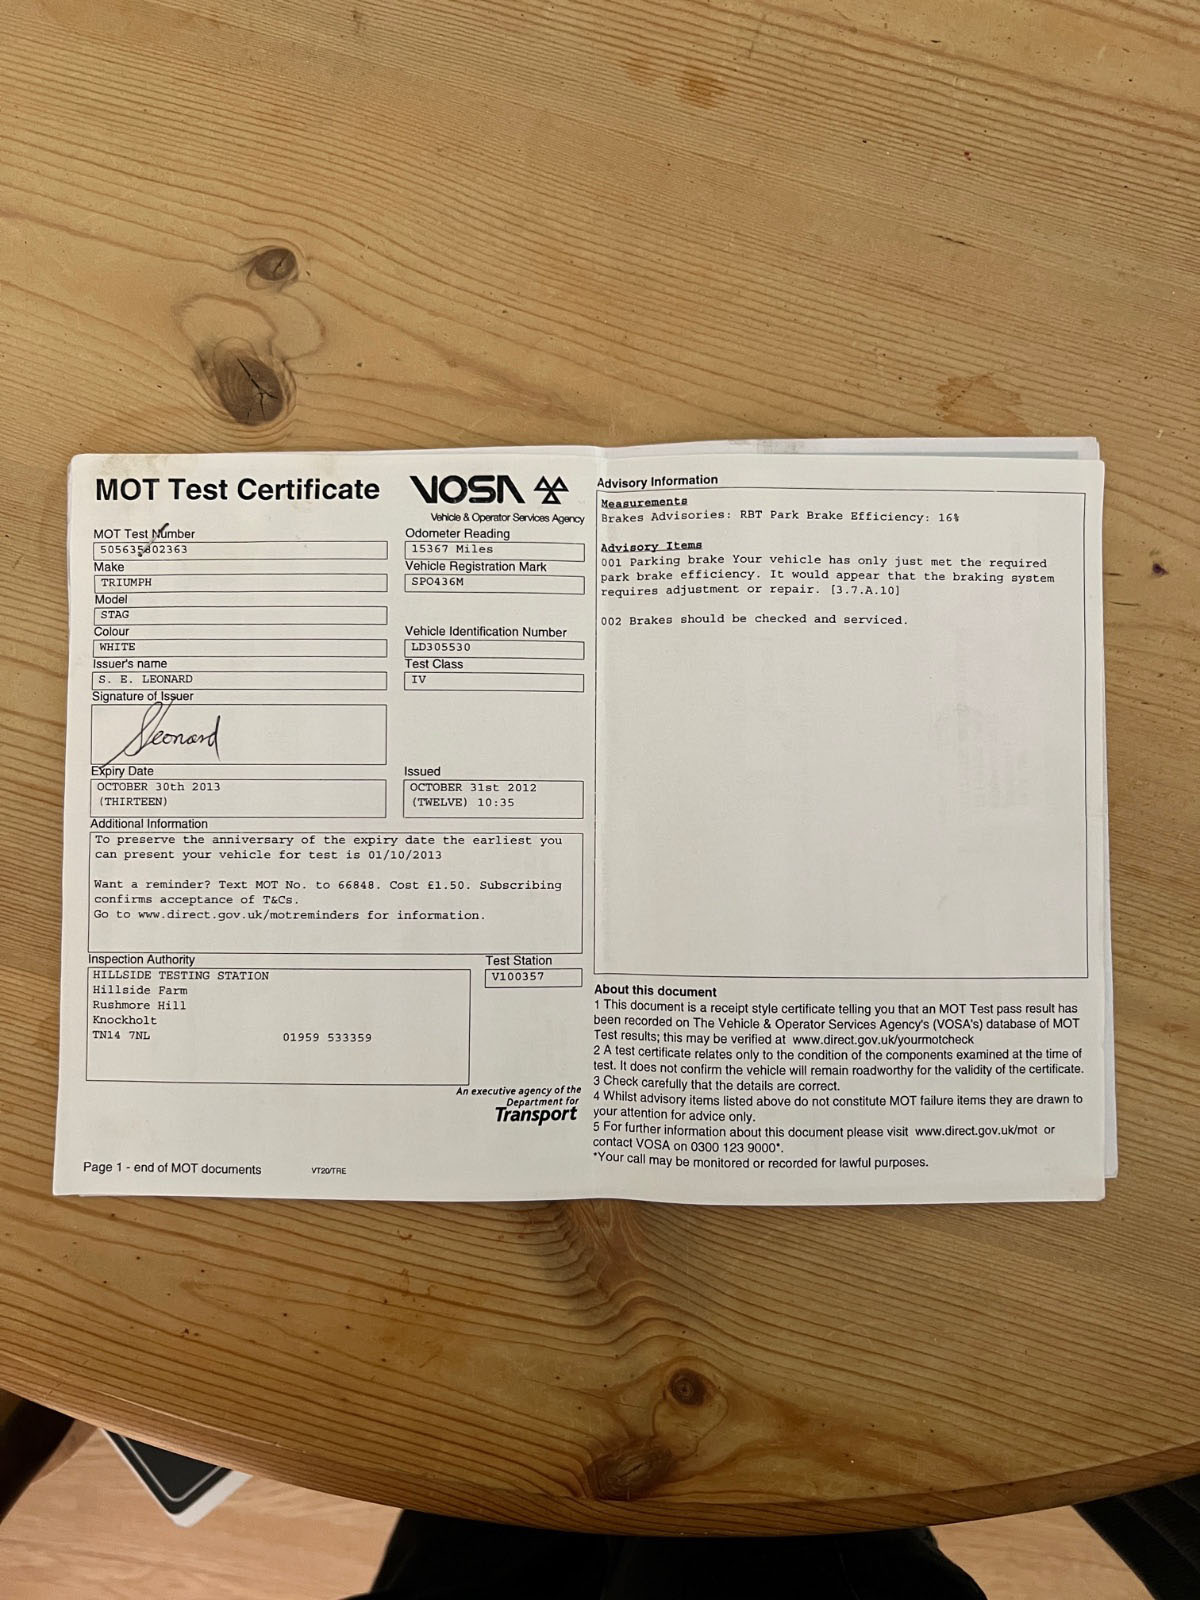 MOT Test Certificate
VOSA
Vehicle & Operator Services Agency
MOT Test Number
505635802363
Odometer Reading
15367 Miles
Make
TRIUMPH
Vehicle Registration Mark
SPO436M
Model
STAG
Colour
WHITE
Vehicle Identification Number
LD305530
Issuer's name
S. E. LEONARD
Test Class
IV
Signature of Issuer
Leonard
Expiry Date
OCTOBER 30th 2013
(THIRTEEN)
Issued
OCTOBER 31st 2012
(TWELVE) 10:35
Additional Information
To preserve the anniversary of the expiry date the earliest you
can present your vehicle for test is 01/10/2013
Want a reminder? Text MOT No. to 66848. Cost £1.50. Subscribing
confirms acceptance of T&Cs.
Go to www.direct.gov.uk/motreminders for information.
Inspection Authority
HILLSIDE TESTING STATION
Hillside Farm
Rushmore Hill
Knockholt
TN14 7NL 01959 533359
Test Station
V100357
An executive agency of the
Department for
Transport
Page 1 - end of MOT documents
VT20/TRE
Advisory Information
Measurements
Brakes Advisories: RBT Park Brake Efficiency: 16%
Advisory Items
001 Parking brake Your vehicle has only just met the required
park brake efficiency. It would appear that the braking system
requires adjustment or repair. [3.7.A.10]
002 Brakes should be checked and serviced.
About this document
1 This document is a receipt style certificate telling you that an MOT Test pass result has
been recorded on The Vehicle & Operator Services Agency's (VOSA's) database of MOT
Test results; this may be verified at www.direct.gov.uk/yourmotcheck
2 A test certificate relates only to the condition of the components examined at the time of
test. It does not confirm the vehicle will remain roadworthy for the validity of the certificate.
3 Check carefully that the details are correct.
4 Whilst advisory items listed above do not constitute MOT failure items they are drawn to
your attention for advice only.
5 For further information about this document please visit www.direct.gov.uk/mot or
contact VOSA on 0300 123 9000*.
*Your call may be monitored or recorded for lawful purposes.